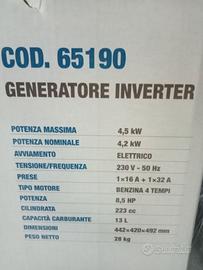 COD. 65190
GENERATORE INVERTER
POTENZA MASSIMA 4,5 kW
POTENZA NOMINALE 4,2 kW
AVVIAMENTO ELETTRICO
TENSIONE/FREQUENZA 230 V - 50 Hz
PRESE 1×16 A + 1×32 A
TIPO MOTORE BENZINA 4 TEMPI
POTENZA 8,5 HP
CILINDRATA 223 cc
CAPACITÀ CARBURANTE 13 L
DIMENSIONI 442×420×492 mm
PESO NETTO 28 kg
subito